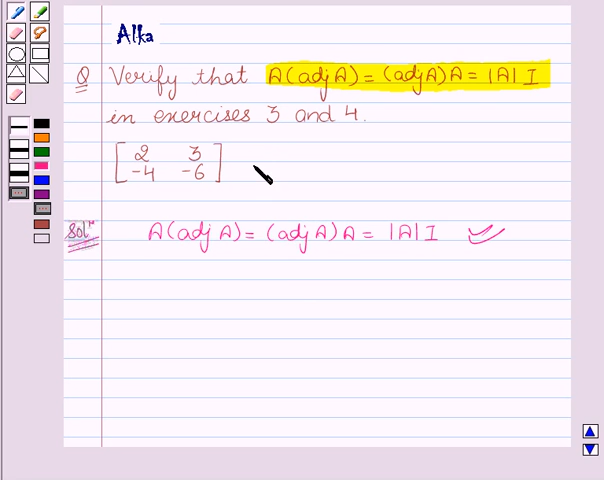 Alka
Q Verify that A(adj A) = (adj A)A = |A| I
in exercises 3 and 4.
[ 2 3
-4 -6 ]
Solⁿ A(adj A) = (adj A)A = |A| I ✓